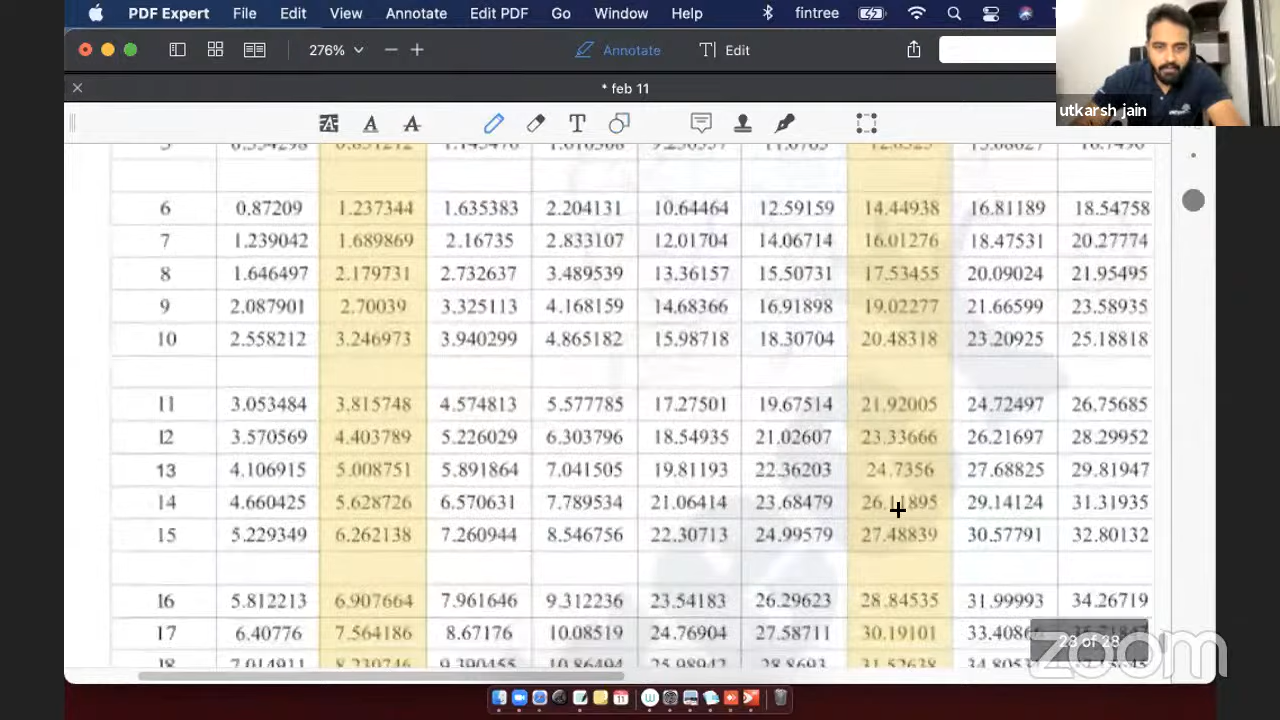 PDF Expert File Edit View Annotate Edit PDF Go Window Help fintree
276% Annotate T| Edit
* feb 11
utkarsh jain
6 0.87209 1.237344 1.635383 2.204131 10.64464 12.59159 14.44938 16.81189 18.54758
7 1.239042 1.689869 2.16735 2.833107 12.01704 14.06714 16.01276 18.47531 20.27774
8 1.646497 2.179731 2.732637 3.489539 13.36157 15.50731 17.53455 20.09024 21.95495
9 2.087901 2.70039 3.325113 4.168159 14.68366 16.91898 19.02277 21.66599 23.58935
10 2.558212 3.246973 3.940299 4.865182 15.98718 18.30704 20.48318 23.20925 25.18818
11 3.053484 3.815748 4.574813 5.577785 17.27501 19.67514 21.92005 24.72497 26.75685
12 3.570569 4.403789 5.226029 6.303796 18.54935 21.02607 23.33666 26.21697 28.29952
13 4.106915 5.008751 5.891864 7.041505 19.81193 22.36203 24.7356 27.68825 29.81947
14 4.660425 5.628726 6.570631 7.789534 21.06414 23.68479 26.11895 29.14124 31.31935
15 5.229349 6.262138 7.260944 8.546756 22.30713 24.99579 27.48839 30.57791 32.80132
16 5.812213 6.907664 7.961646 9.312236 23.54183 26.29623 28.84535 31.99993 34.26719
17 6.40776 7.564186 8.67176 10.08519 24.76904 27.58711 30.19101
28 of 28
zoom